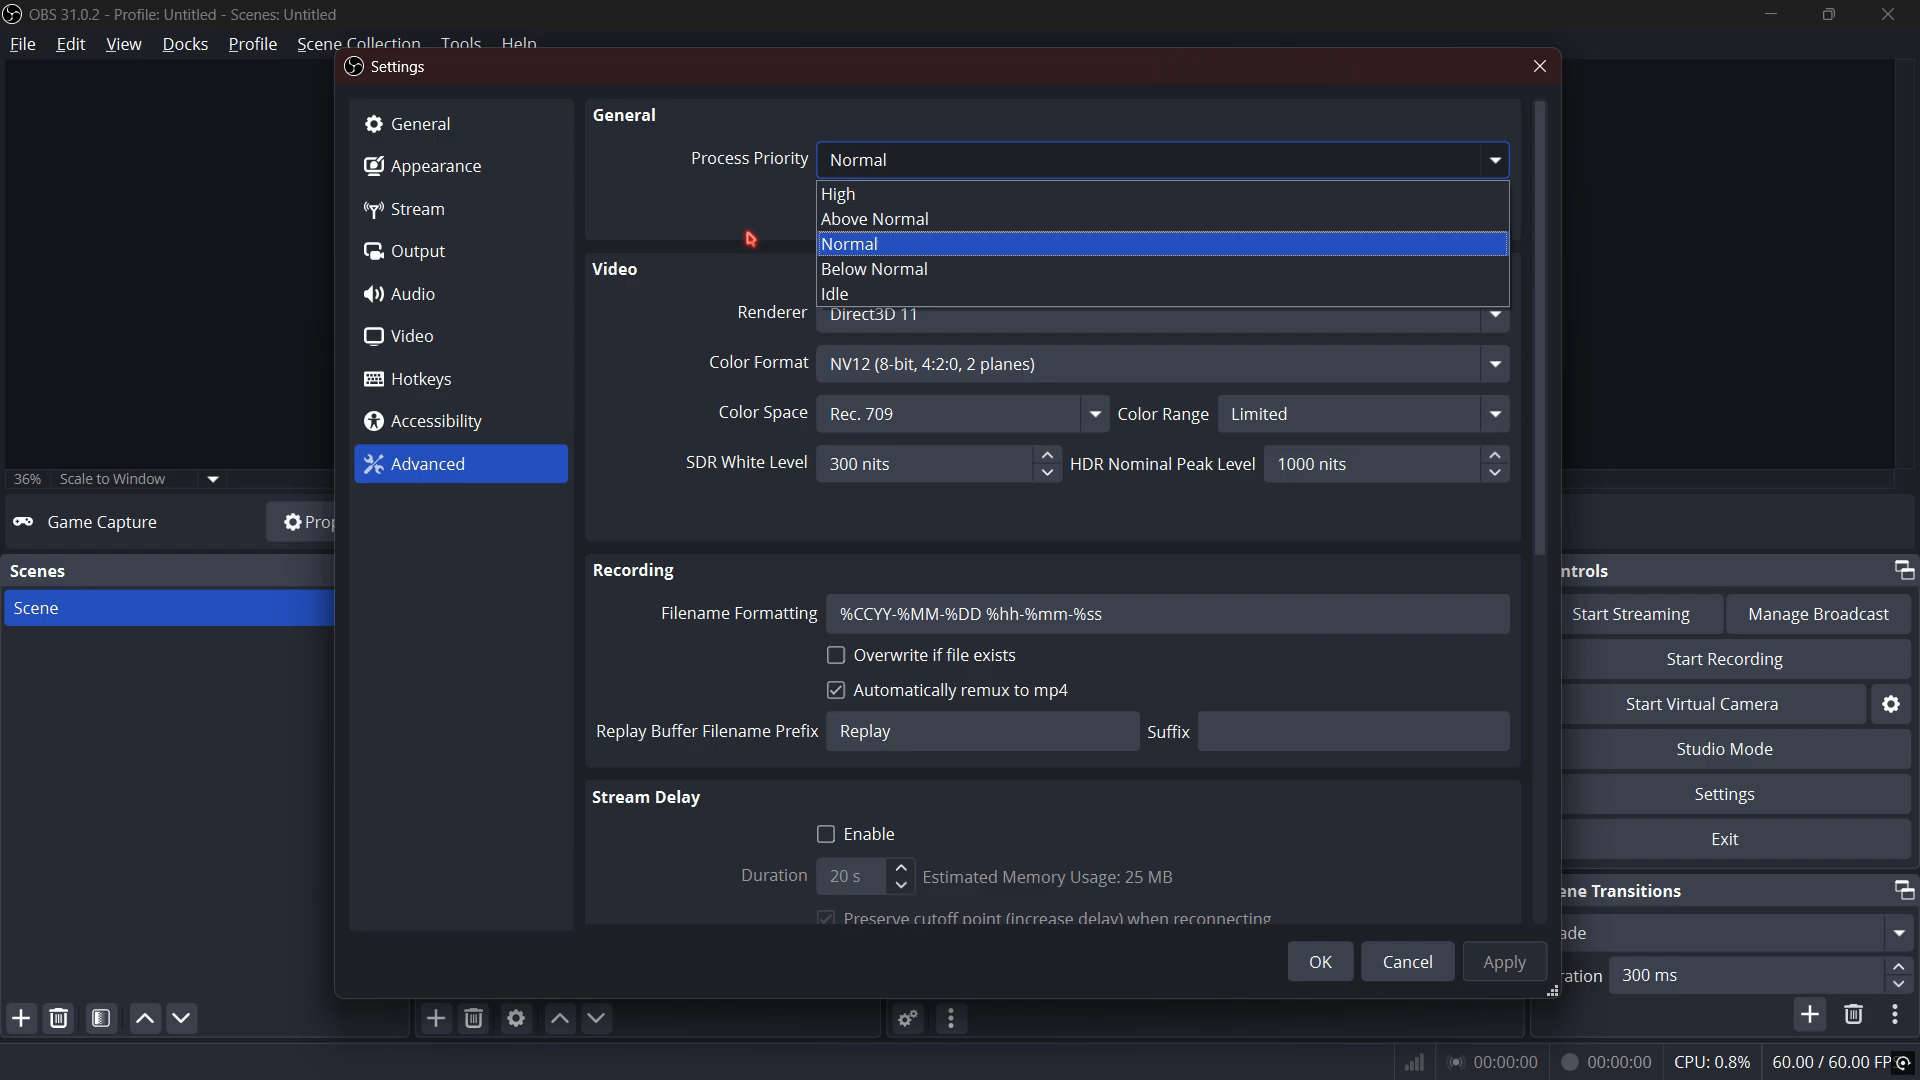 OBS 31.0.2 - Profile: Untitled - Scenes: Untitled
File Edit View Docks Profile Scene Collection Tools Help
Settings
General
Appearance
Stream
Output
Audio
Video
Hotkeys
Accessibility
Advanced
General
Process Priority Normal
High
Above Normal
Normal
Below Normal
Idle
Video
Renderer Direct3D 11
Color Format NV12 (8-bit, 4:2:0, 2 planes)
Color Space Rec. 709 Color Range Limited
SDR White Level 300 nits HDR Nominal Peak Level 1000 nits
Recording
Filename Formatting %CCYY-%MM-%DD %hh-%mm-%ss
Overwrite if file exists
Automatically remux to mp4
Replay Buffer Filename Prefix Replay Suffix
Stream Delay
Enable
Duration 20 s Estimated Memory Usage: 25 MB
Preserve cutoff point (increase delay) when reconnecting
OK Cancel Apply
36% Scale to Window
Game Capture Prop
Scenes
Scene
ntrols
Start Streaming Manage Broadcast
Start Recording
Start Virtual Camera
Studio Mode
Settings
Exit
ene Transitions
ade
ration 300 ms
00:00:00 00:00:00 CPU: 0.8% 60.00 / 60.00 FP